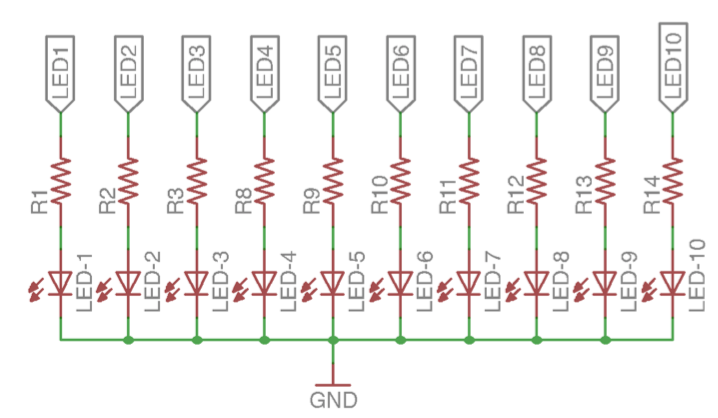 LED1
LED2
LED3
LED4
LED5
LED6
LED7
LED8
LED9
LED10
R1
R2
R3
R8
R9
R10
R11
R12
R13
R14
LED-1
LED-2
LED-3
LED-4
LED-5
LED-6
LED-7
LED-8
LED-9
LED-10
GND